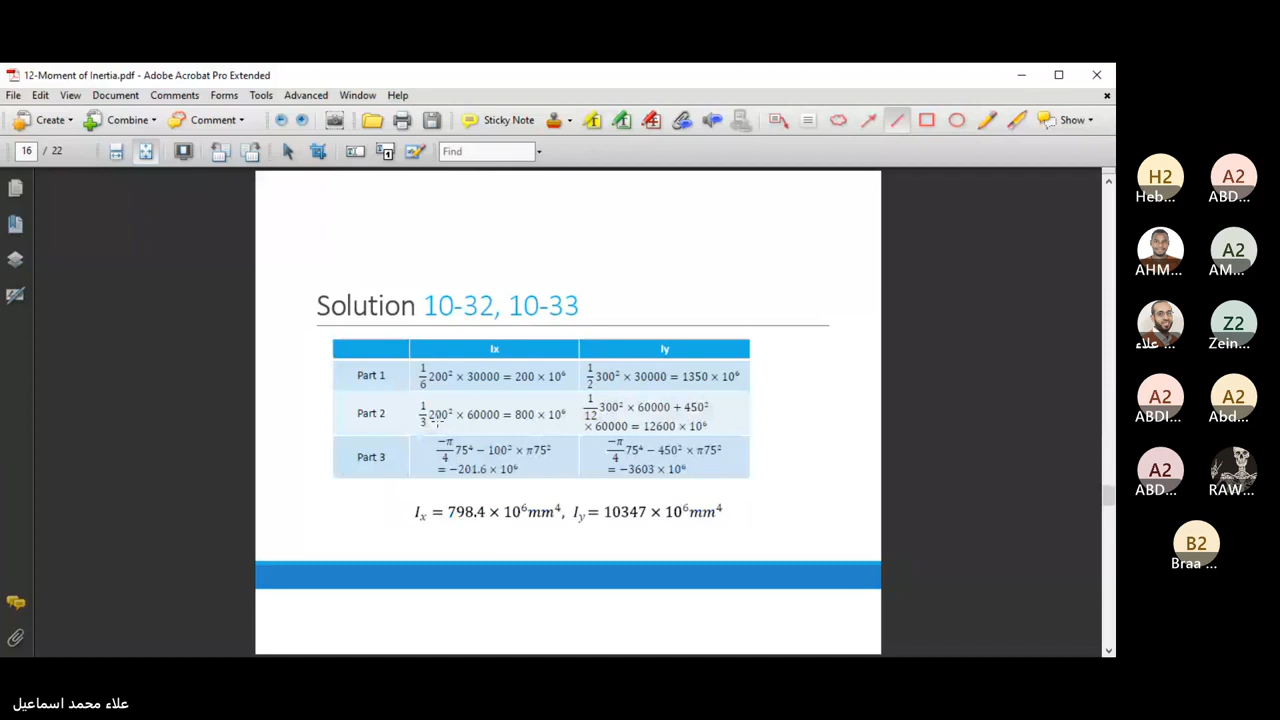 12-Moment of Inertia.pdf - Adobe Acrobat Pro Extended
File Edit View Document Comments Forms Tools Advanced Window Help
Create Combine Comment Sticky Note Show
16 / 22 Find
Solution 10-32, 10-33
Ix Iy
Part 1 1/6 200² × 30000 = 200 × 10⁶ 1/2 300² × 30000 = 1350 × 10⁶
Part 2 1/3 200² × 60000 = 800 × 10⁶ 1/12 300² × 60000 + 450²
× 60000 = 12600 × 10⁶
Part 3 −π/4 75⁴ − 100² × π75² −π/4 75⁴ − 450² × π75²
= −201.6 × 10⁶ = −3603 × 10⁶
Iₓ = 798.4 × 10⁶mm⁴, Iᵧ = 10347 × 10⁶mm⁴
H2 A2
Heb... ABD...
A2
AHM... AM...
Z2
علاء ... Zein...
A2 A2
ABDI... Abd...
A2
ABD... RAW...
B2
Braa ...
علاء محمد اسماعيل